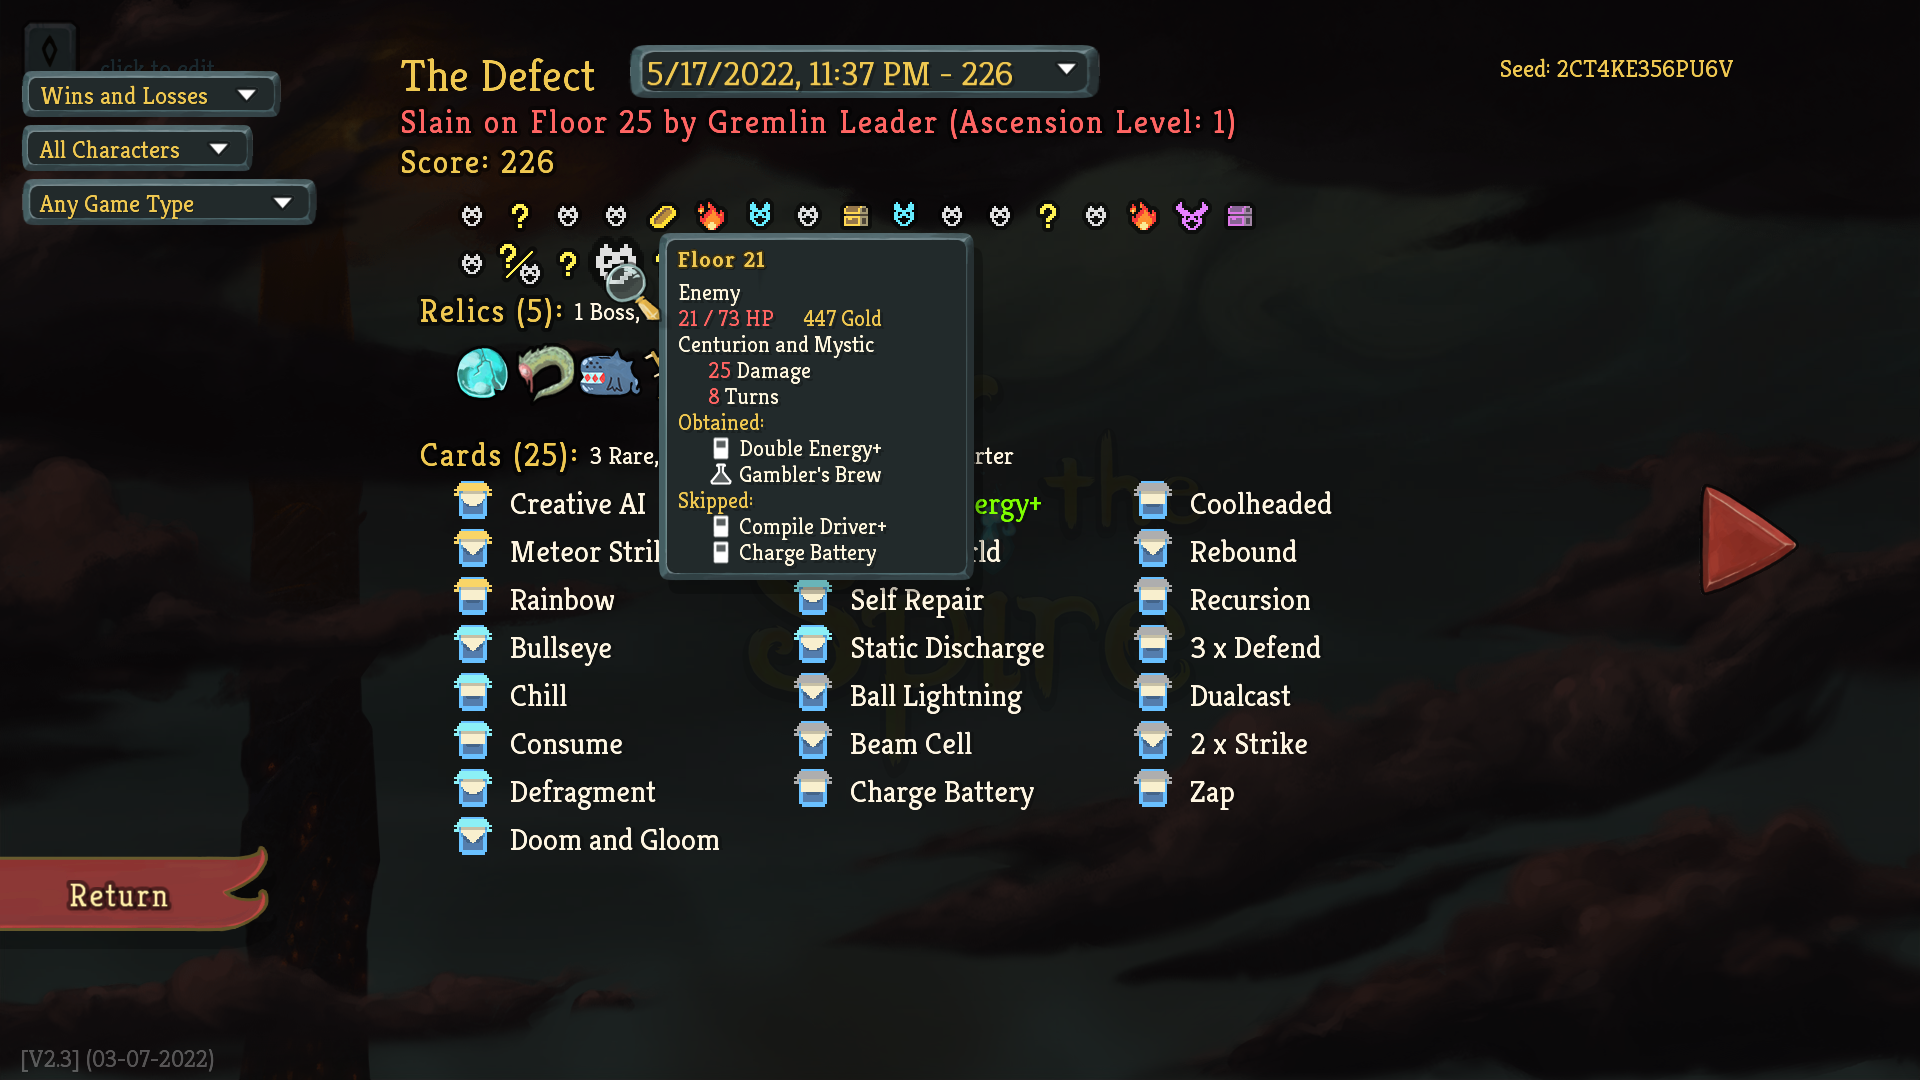 click to edit
Wins and Losses
All Characters
Any Game Type
The Defect
5/17/2022, 11:37 PM - 226
Seed: 2CT4KE356PU6V
Slain on Floor 25 by Gremlin Leader (Ascension Level: 1)
Score: 226
Floor 21
Enemy
21 / 73 HP 447 Gold
Centurion and Mystic
25 Damage
8 Turns
Obtained:
Double Energy+
Gambler's Brew
Skipped:
Compile Driver+
Charge Battery
Relics (5): 1 Boss,
Cards (25): 3 Rare, rter
Creative AI
Meteor Stril
Rainbow
Bullseye
Chill
Consume
Defragment
Doom and Gloom
ergy+
ld
Self Repair
Static Discharge
Ball Lightning
Beam Cell
Charge Battery
Coolheaded
Rebound
Recursion
3 x Defend
Dualcast
2 x Strike
Zap
the
Spire
Return
[V2.3] (03-07-2022)